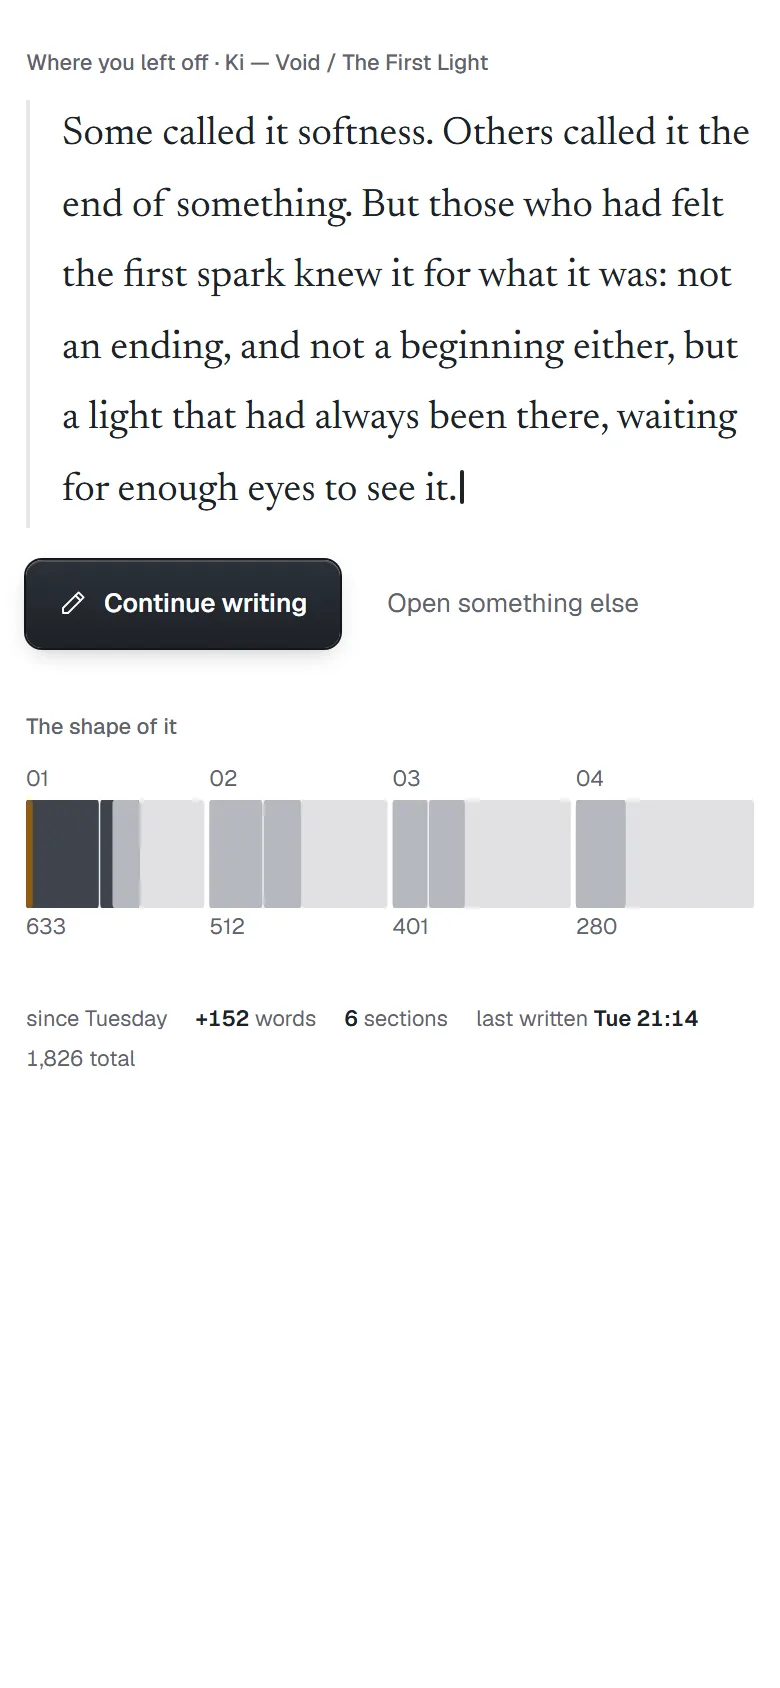 Where you left off · Ki — Void / The First Light
Some called it softness. Others called it the
end of something. But those who had felt
the first spark knew it for what it was: not
an ending, and not a beginning either, but
a light that had always been there, waiting
for enough eyes to see it.
Continue writing
Open something else
The shape of it
01 02 03 04
633 512 401 280
since Tuesday +152 words 6 sections last written Tue 21:14
1,826 total